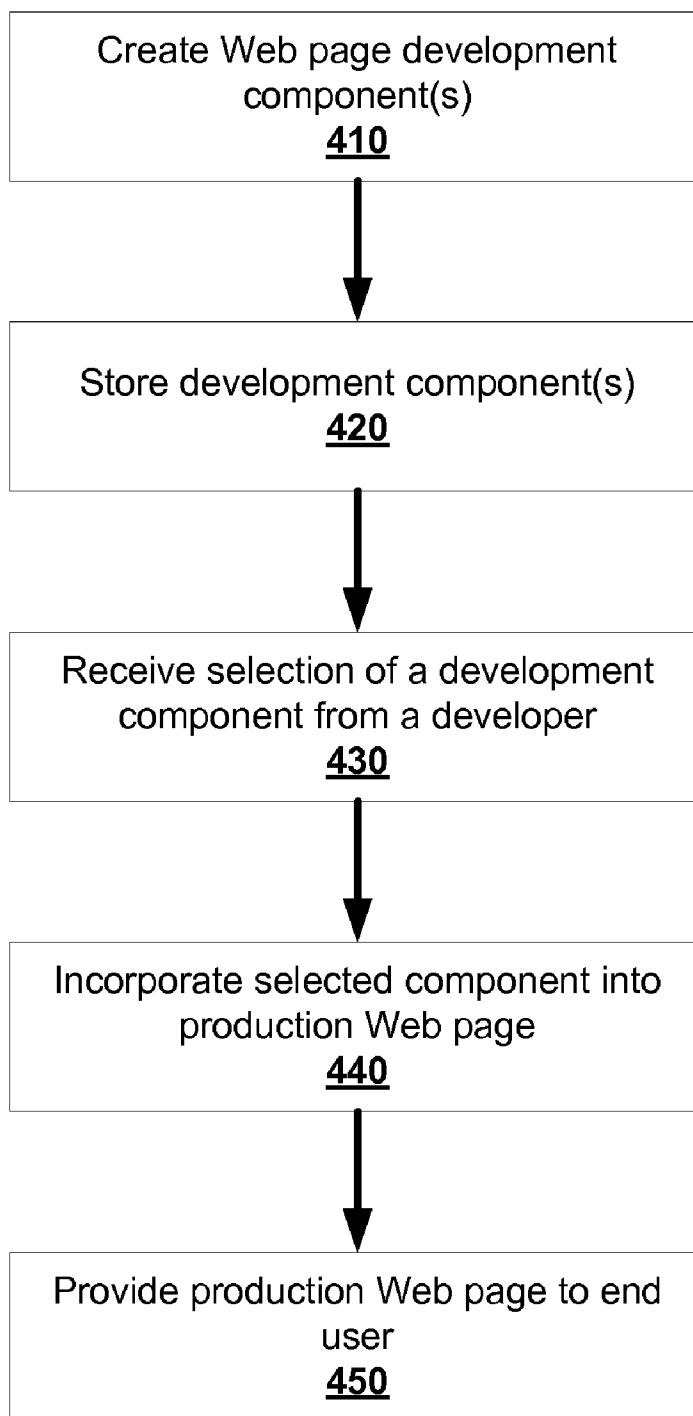 Create Web page development
component(s)
410
Store development component(s)
420
Receive selection of a development
component from a developer
430
Incorporate selected component into
production Web page
440
Provide production Web page to end
user
450